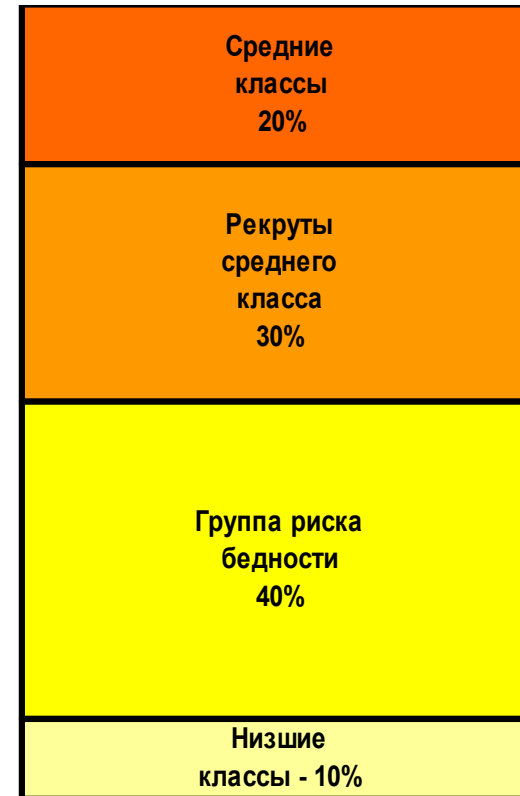 Средние
классы
20%
Рекруты
среднего
класса
30%
Группа риска
бедности
40%
Низшие
классы - 10%